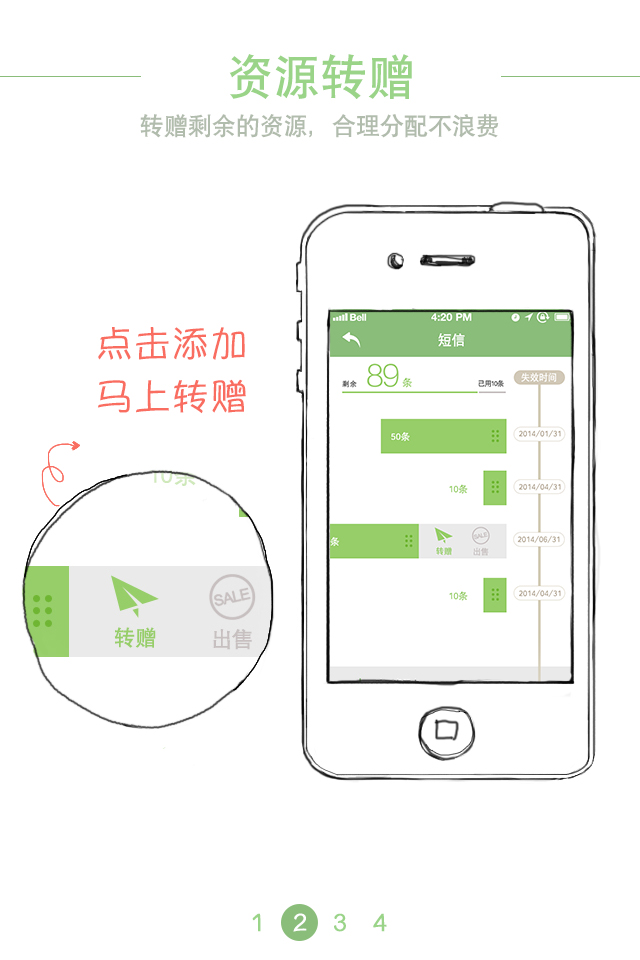 资源转赠
转赠剩余的资源，合理分配不浪费
点击添加
马上转赠
10条
转赠
SALE
出售
Bell
4:20 PM
短信
剩余 89 条
已用10条
失效时间
50条
2014/01/31
10条
2014/04/31
条
转赠
SALE
出售
2014/06/31
10条
2014/04/31
1 2 3 4